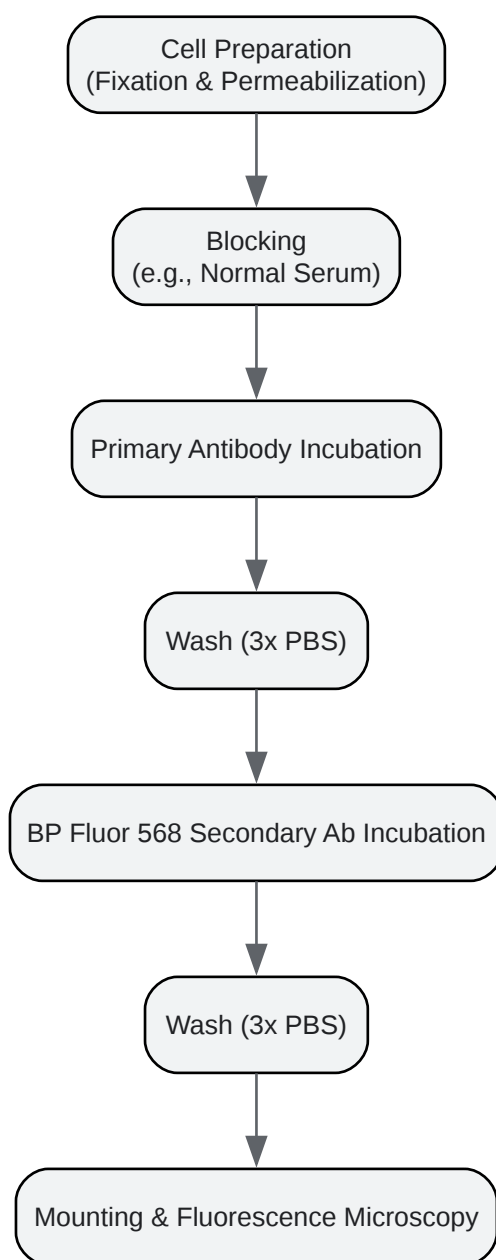 Cell Preparation
(Fixation & Permeabilization)
Blocking
(e.g., Normal Serum)
Primary Antibody Incubation
Wash (3x PBS)
BP Fluor 568 Secondary Ab Incubation
Wash (3x PBS)
Mounting & Fluorescence Microscopy